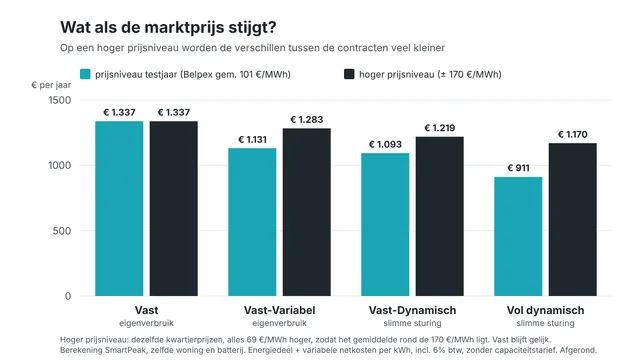 Wat als de marktprijs stijgt?
Op een hoger prijsniveau worden de verschillen tussen de contracten veel kleiner
prijsniveau testjaar (Belpex gem. 101 €/MWh)
hoger prijsniveau (± 170 €/MWh)
€ per jaar
1500
1000
500
0
€ 1.337
€ 1.337
€ 1.131
€ 1.283
€ 1.093
€ 1.219
€ 911
€ 1.170
Vast
eigenverbruik
Vast-Variabel
eigenverbruik
Vast-Dynamisch
slimme sturing
Vol dynamisch
slimme sturing
Hoger prijsniveau: dezelfde kwartierprijzen, alles 69 €/MWh hoger, zodat het gemiddelde rond de 170 €/MWh ligt. Vast blijft gelijk.
Berekening SmartPeak, zelfde woning en batterij. Energiedeel + variabele netkosten per kWh, incl. 6% btw, zonder capaciteitstarief. Afgerond.